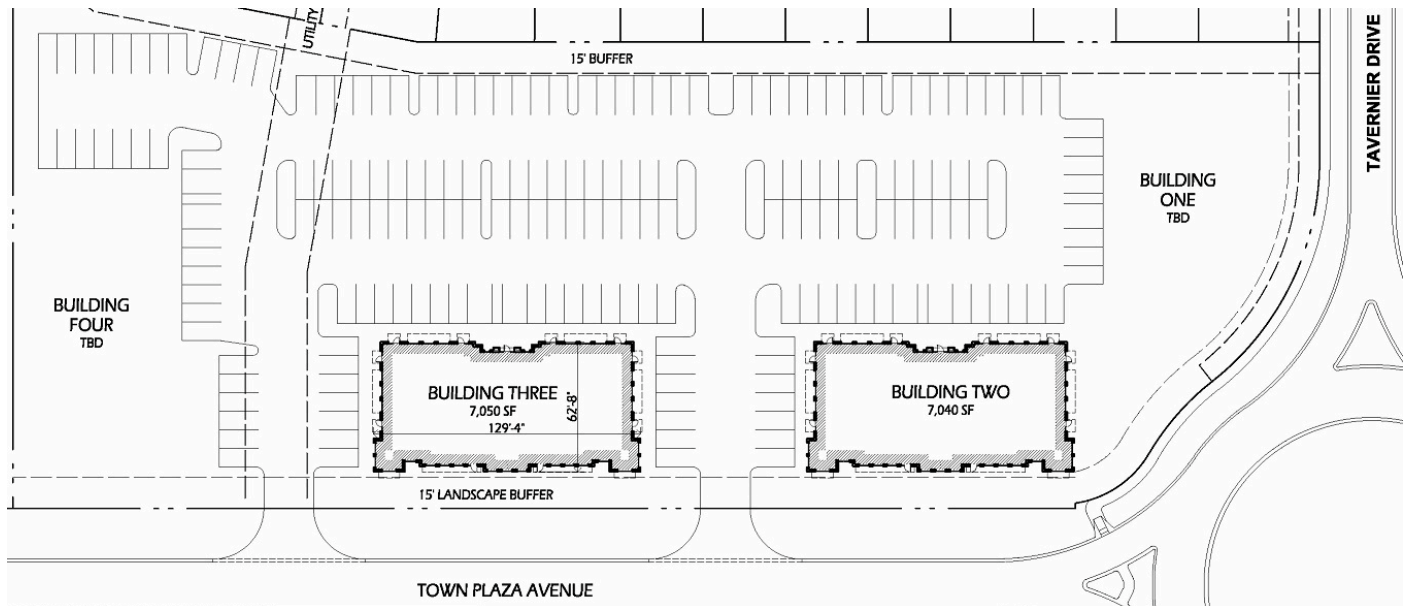 UTILITY
15' BUFFER
TAVERNIER DRIVE
BUILDING
ONE
TBD
BUILDING
FOUR
TBD
BUILDING THREE
7,050 SF
129'-4"
62'-8"
BUILDING TWO
7,040 SF
15' LANDSCAPE BUFFER
TOWN PLAZA AVENUE